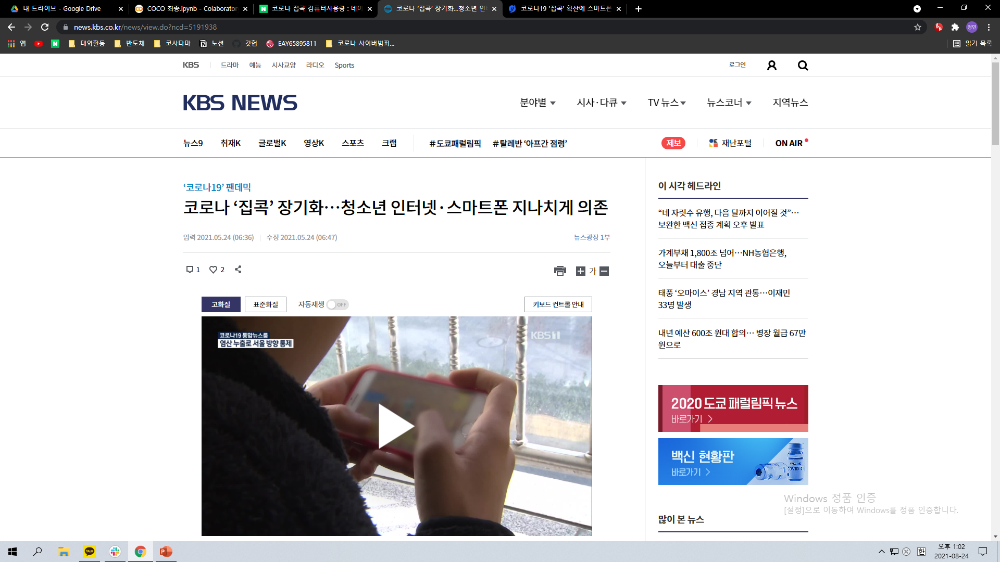 내 드라이브 - Google Drive
COCO 최종.ipynb - Colaboratory
코로나 집콕 컴퓨터사용량 : 네이
코로나 ‘집콕’ 장기화...청소년 인
코로나19 '집콕' 확산에 스마트폰
news.kbs.co.kr/news/view.do?ncd=5191938
정민
앱
대외활동
반도체
코사다마
노션
깃헙
EAY65895811
코로나 사이버범죄...
읽기 목록
KBS
드라마
예능
시사교양
라디오
Sports
로그인
KBS NEWS
분야별
시사·다큐
TV 뉴스
뉴스코너
지역뉴스
뉴스9
취재K
글로벌K
영상K
스포츠
크랩
#도쿄패럴림픽
#탈레반 ‘아프간 점령’
제보
재난포털
ON AIR
‘코로나19’ 팬데믹
코로나 ‘집콕’ 장기화…청소년 인터넷·스마트폰 지나치게 의존
입력 2021.05.24 (06:36)
수정 2021.05.24 (06:47)
뉴스광장 1부
1
2
가
고화질
표준화질
자동재생
OFF
키보드 컨트롤 안내
코로나19 통합뉴스룸
염산 누출로 서울 방향 통제
KBS 1
이 시각 헤드라인
“네 자릿수 유행, 다음 달까지 이어질 것”…
보완한 백신 접종 계획 오후 발표
가계부채 1,800조 넘어…NH농협은행,
오늘부터 대출 중단
태풍 ‘오마이스’ 경남 지역 관통…이재민
33명 발생
내년 예산 600조 원대 합의… 병장 월급 67만
원으로
2020 도쿄 패럴림픽 뉴스
바로가기 >
백신 현황판
바로가기 >
VACCINE
COVID-1
Windows 정품 인증
[설정]으로 이동하여 Windows를 정품 인증합니다.
많이 본 뉴스
TALK
한
오후 1:02
2021-08-24